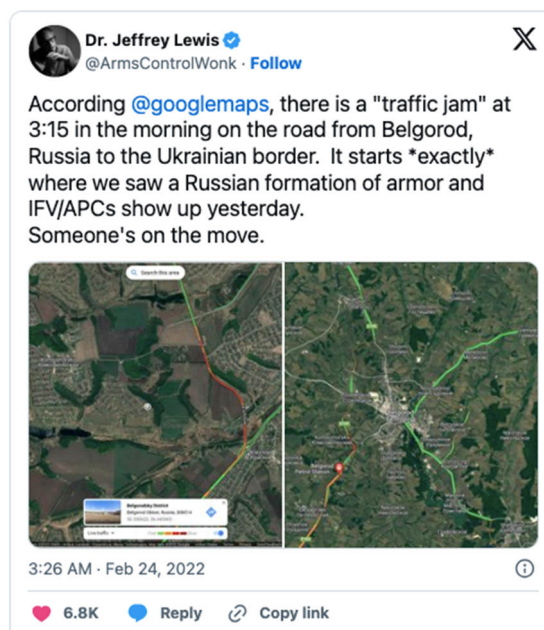 Dr. Jeffrey Lewis
@ArmsControlWonk · Follow
According @googlemaps, there is a "traffic jam" at
3:15 in the morning on the road from Belgorod,
Russia to the Ukrainian border. It starts *exactly*
where we saw a Russian formation of armor and
IFV/APCs show up yesterday.
Someone's on the move.
Search this area
Belgorodsky District
Live traffic
3:26 AM · Feb 24, 2022
6.8K Reply Copy link